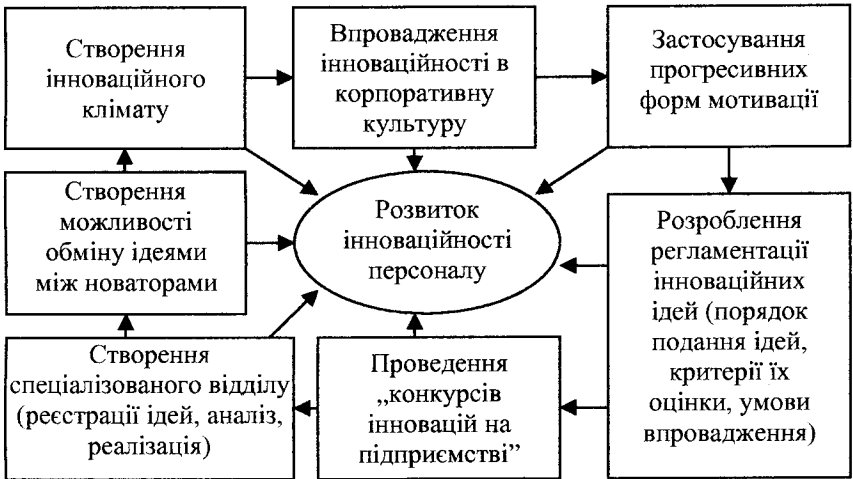 Створення
інноваційного
клімату
Впровадження
інноваційності в
корпоративну
культуру
Застосування
прогресивних
форм мотивації
Створення
можливості
обміну ідеями
між новаторами
Розвиток
інноваційності
персоналу
Розроблення
регламентації
інноваційних
ідей (порядок
подання ідей,
критерії їх
оцінки, умови
впровадження)
Створення
спеціалізованого відділу
(реєстрації ідей, аналіз,
реалізація)
Проведення
„конкурсів
інновацій на
підприємстві”